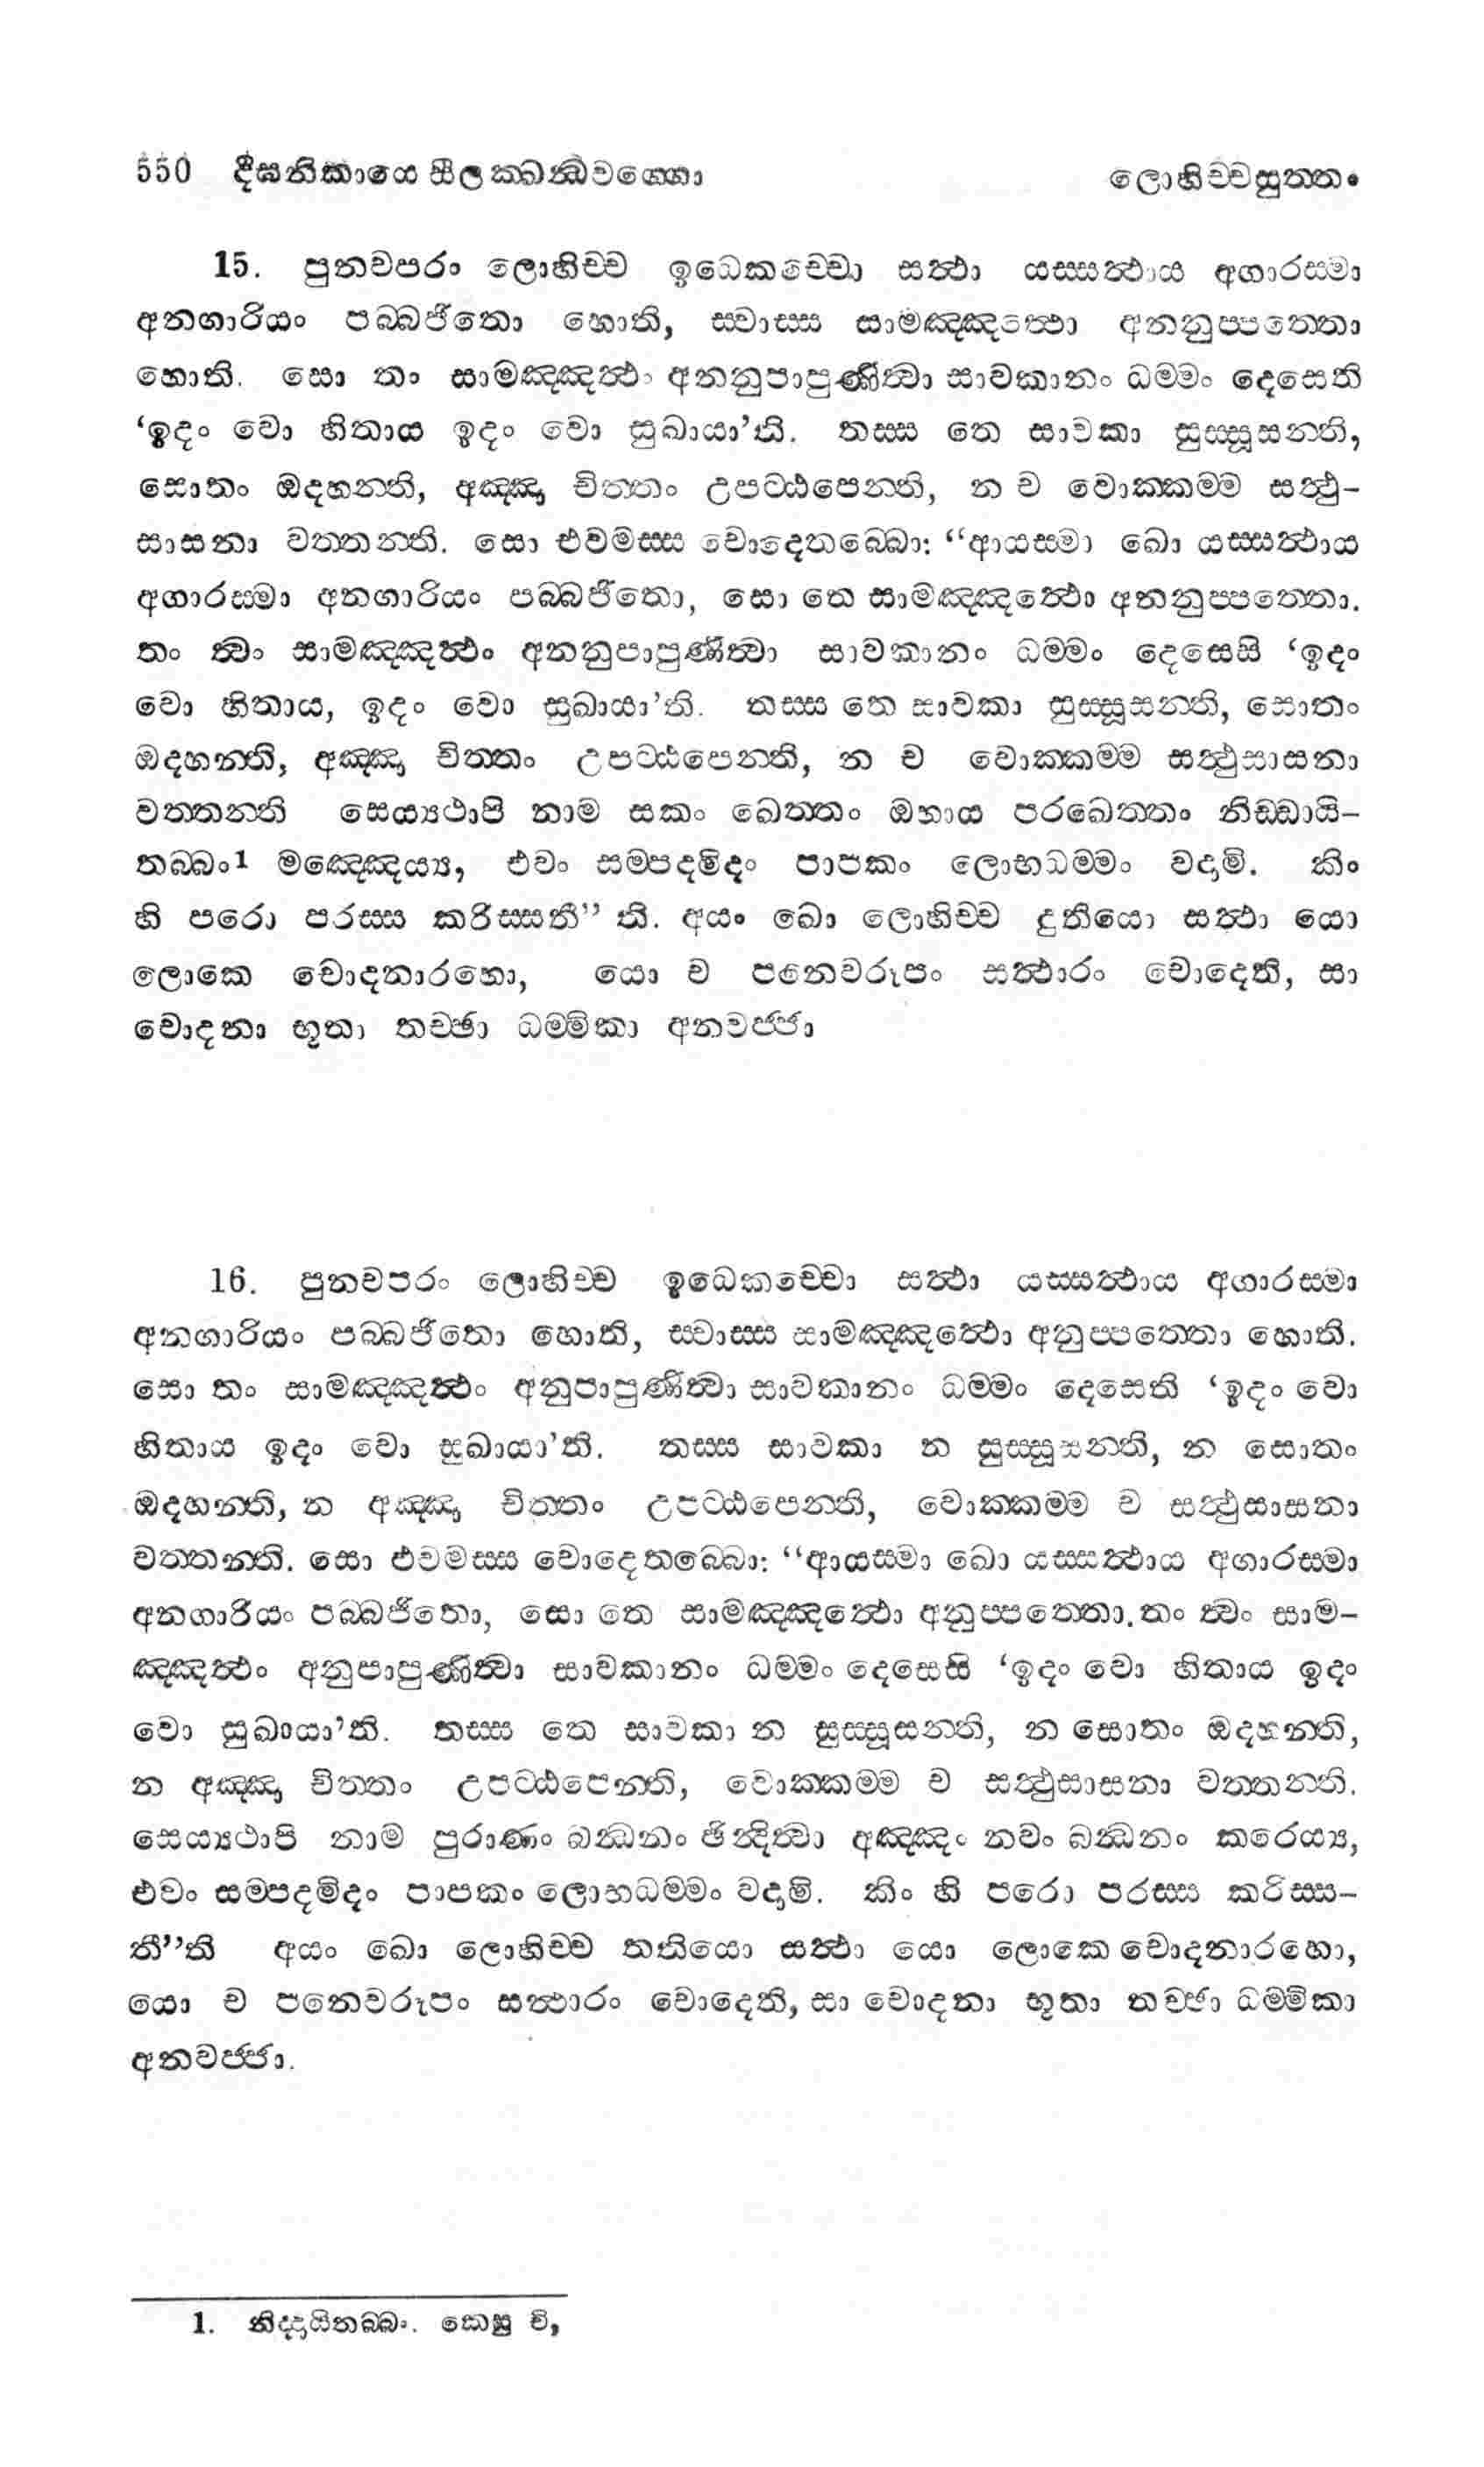 550 දීඝනිකායෙ සීලක්ඛන්ධවග්ගො ලොහිච්චසුත්තං
15. පුනචපරං ලොහිච්ච ඉධෙකච්චො සත්ථා යස්සත්ථාය අගාරස්මා
අනගාරියං පබ්බජිතො හොති, ස්වාස්ස සාමඤ්ඤත්ථො අනනුප්පත්තො
හොති. සො තං සාමඤ්ඤත්ථං අනනුපාපුණිත්වා සාවකානං ධම්මං දෙසෙති
‘ඉදං වො හිතාය ඉදං වො සුඛායා’ති. තස්ස තෙ සාවකා සුස්සූසන්ති,
සොතං ඔදහන්ති, අඤ්ඤා චිත්තං උපට්ඨපෙන්ති, න ච වොක්කම්ම සත්ථු-
සාසනා වත්තන්ති. සො එවමස්ස චොදෙතබ්බො: “ආයස්මා ඛො යස්සත්ථාය
අගාරස්මා අනගාරියං පබ්බජිතො, සො තෙ සාමඤ්ඤත්ථො අනනුප්පත්තො.
තං ත්වං සාමඤ්ඤත්ථං අනනුපාපුණිත්වා සාවකානං ධම්මං දෙසෙසි ‘ඉදං
වො හිතාය, ඉදං වො සුඛායා’ති. තස්ස තෙ සාවකා සුස්සූසන්ති, සොතං
ඔදහන්ති, අඤ්ඤා චිත්තං උපට්ඨපෙන්ති, න ච වොක්කම්ම සත්ථුසාසනා
වත්තන්ති සෙය්‍යථාපි නාම සකං ඛෙත්තං ඔහාය පරඛෙත්තං නිඩ්ඩායි-
තබ්බං1 මඤ්ඤෙය්‍ය, එවං සම්පදමිදං පාපකං ලොභධම්මං වදාමි. කිං
හි පරො පරස්ස කරිස්සතී” ති. අයං ඛො ලොහිච්ච දුතියො සත්ථා යො
ලොකෙ චොදනාරහො, යො ච පනෙවරූපං සත්ථාරං චොදෙති, සා
චොදනා භූතා තච්ඡා ධම්මිකා අනවජ්ජා
16. පුනචපරං ලොහිච්ච ඉධෙකච්චො සත්ථා යස්සත්ථාය අගාරස්මා
අනගාරියං පබ්බජිතො හොති, ස්වාස්ස සාමඤ්ඤත්ථො අනුප්පත්තො හොති.
සො තං සාමඤ්ඤත්ථං අනුපාපුණිත්වා සාවකානං ධම්මං දෙසෙති ‘ඉදං වො
හිතාය ඉදං වො සුඛායා’ති. තස්ස සාවකා න සුස්සූසන්ති, න සොතං
ඔදහන්ති, න අඤ්ඤා චිත්තං උපට්ඨපෙන්ති, වොක්කම්ම ච සත්ථුසාසනා
වත්තන්ති. සො එවමස්ස චොදෙතබ්බො: “ආයස්මා ඛො යස්සත්ථාය අගාරස්මා
අනගාරියං පබ්බජිතො, සො තෙ සාමඤ්ඤත්ථො අනුප්පත්තො. තං ත්වං සාම-
ඤ්ඤත්ථං අනුපාපුණිත්වා සාවකානං ධම්මං දෙසෙසි ‘ඉදං වො හිතාය ඉදං
වො සුඛායා’ති. තස්ස තෙ සාවකා න සුස්සූසන්ති, න සොතං ඔදහන්ති,
න අඤ්ඤා චිත්තං උපට්ඨපෙන්ති, වොක්කම්ම ච සත්ථුසාසනා වත්තන්ති.
සෙය්‍යථාපි නාම පුරාණං බන්ධනං ඡින්දිත්වා අඤ්ඤං නවං බන්ධනං කරෙය්‍ය,
එවං සම්පදමිදං පාපකං ලොභධම්මං වදාමි. කිං හි පරො පරස්ස කරිස්ස-
තී”ති අයං ඛො ලොහිච්ච තතියො සත්ථා යො ලොකෙ චොදනාරහො,
යො ච පනෙවරූපං සත්ථාරං චොදෙති, සා චොදනා භූතා තච්ඡා ධම්මිකා
අනවජ්ජා.
1. නිද්දායිතබ්බං. කෙසු චි,